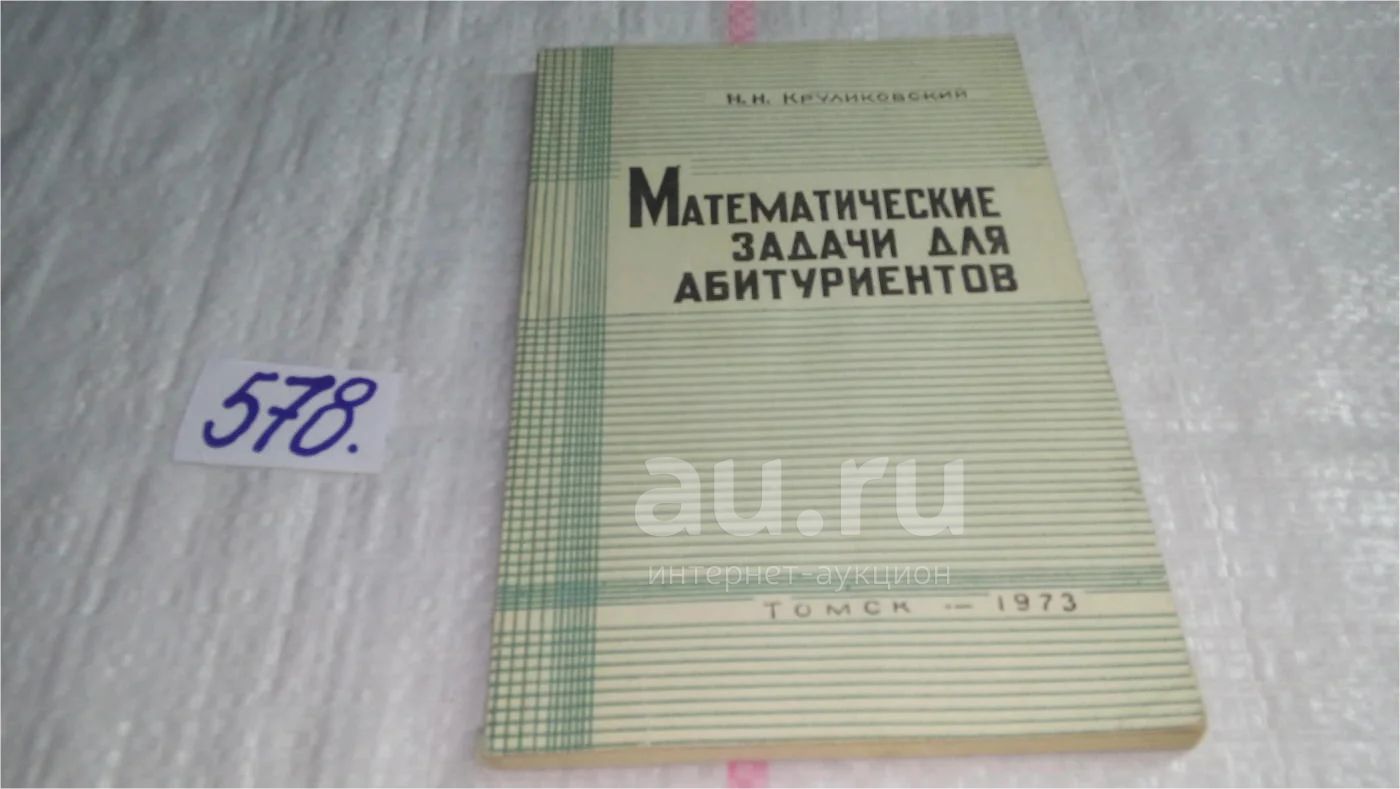 Н. Н. Круликовский
МАТЕМАТИЧЕСКИЕ
ЗАДАЧИ ДЛЯ
АБИТУРИЕНТОВ
578.
au.ru
интернет-аукцион
ТОМСК — 1973